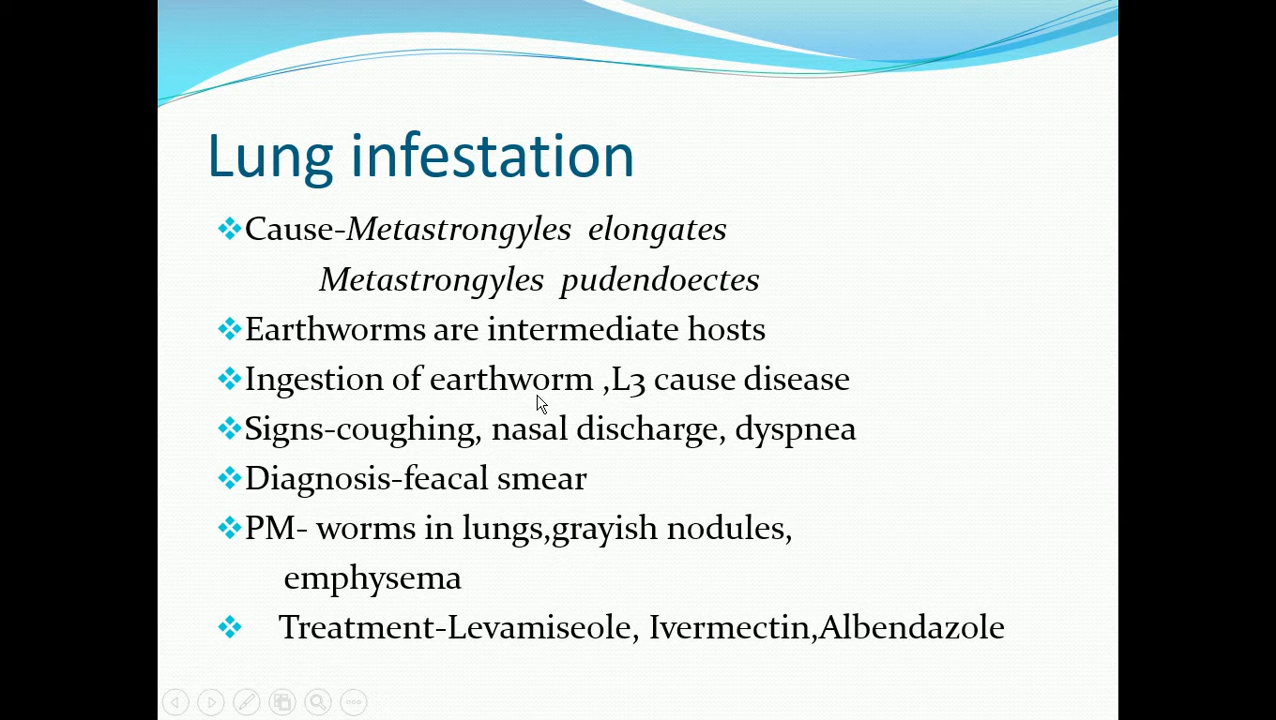 Lung infestation
Cause-Metastrongyles elongates
Metastrongyles pudendoectes
Earthworms are intermediate hosts
Ingestion of earthworm ,L3 cause disease
Signs-coughing, nasal discharge, dyspnea
Diagnosis-feacal smear
PM- worms in lungs,grayish nodules,
emphysema
Treatment-Levamiseole, Ivermectin,Albendazole